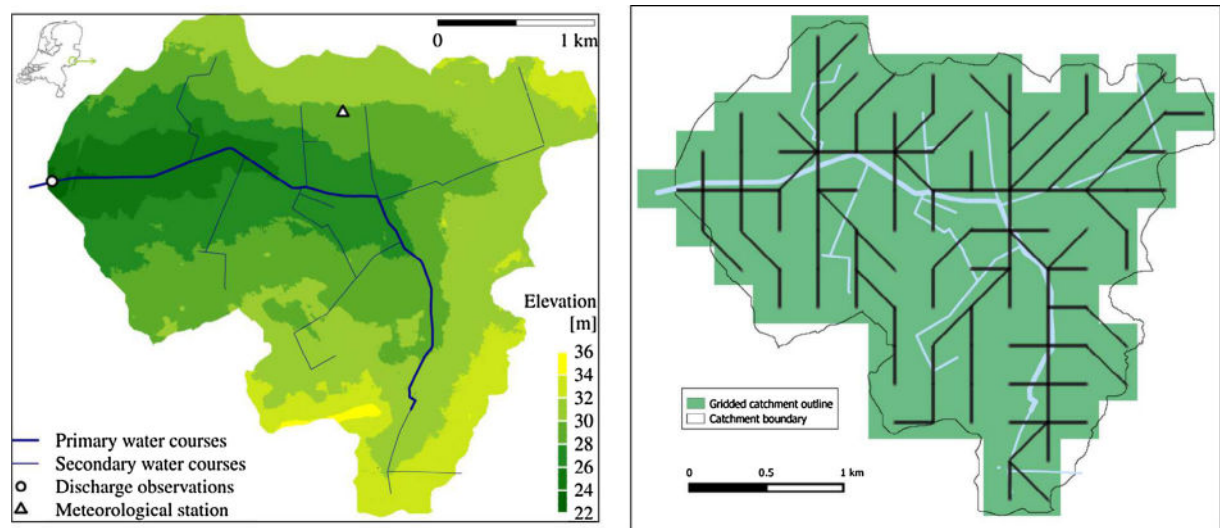 0 1 km
Elevation
[m]
36
34
32
30
28
26
24
22
Primary water courses
Secondary water courses
Discharge observations
Meteorological station
Gridded catchment outline
Catchment boundary
0 0.5 1 km